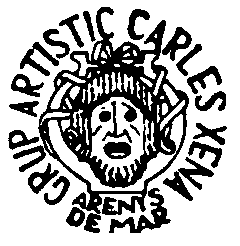 GRUP ARTISTIC CARLES XENA
ARENYS
DE MAR